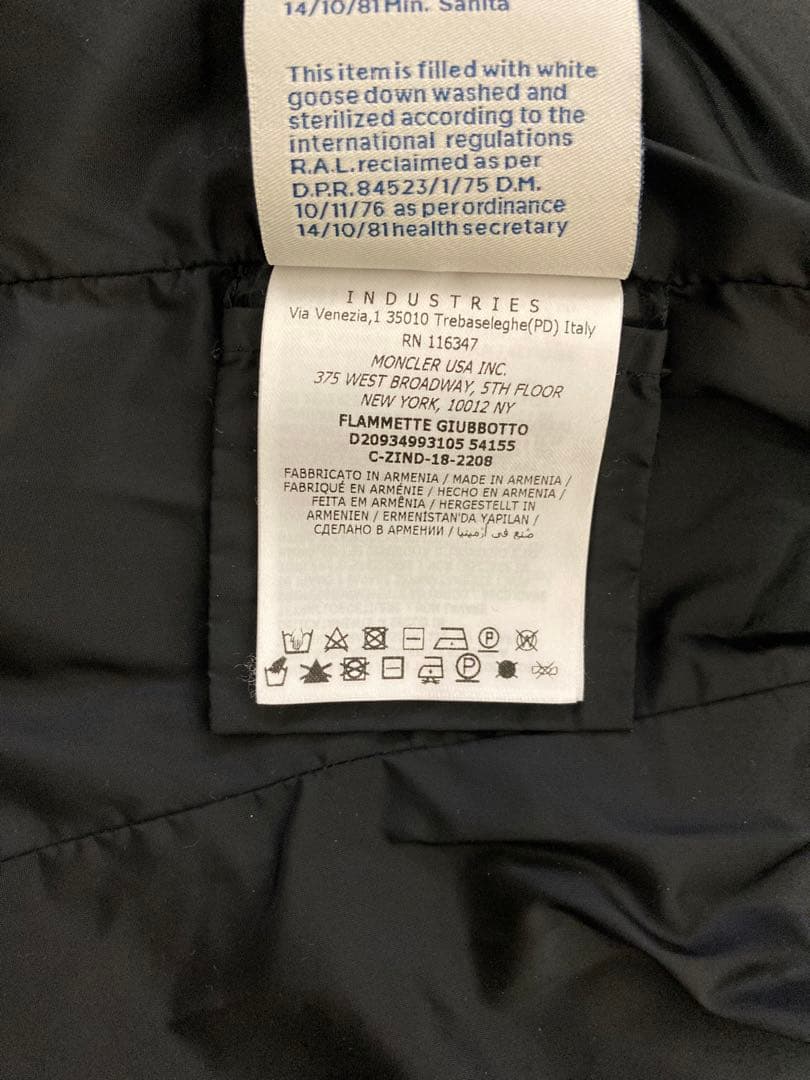 14/10/81 Min. Sanita
This item is filled with white
goose down washed and
sterilized according to the
international regulations
R.A.L. reclaimed as per
D.P.R. 84523/1/75 D.M.
10/11/76 as per ordinance
14/10/81 health secretary
INDUSTRIES
Via Venezia,1 35010 Trebaseleghe(PD) Italy
RN 116347
MONCLER USA INC.
375 WEST BROADWAY, 5TH FLOOR
NEW YORK, 10012 NY
FLAMMETTE GIUBBOTTO
D20934993105 54155
C-ZIND-18-2208
FABBRICATO IN ARMENIA / MADE IN ARMENIA /
FABRIQUÉ EN ARMÉNIE / HECHO EN ARMENIA /
FEITA EM ARMÊNIA / HERGESTELLT IN
ARMENIEN / ERMENİSTAN'DA YAPILAN /
СДЕЛАНО В АРМЕНИИ / صُنع في أرمينيا